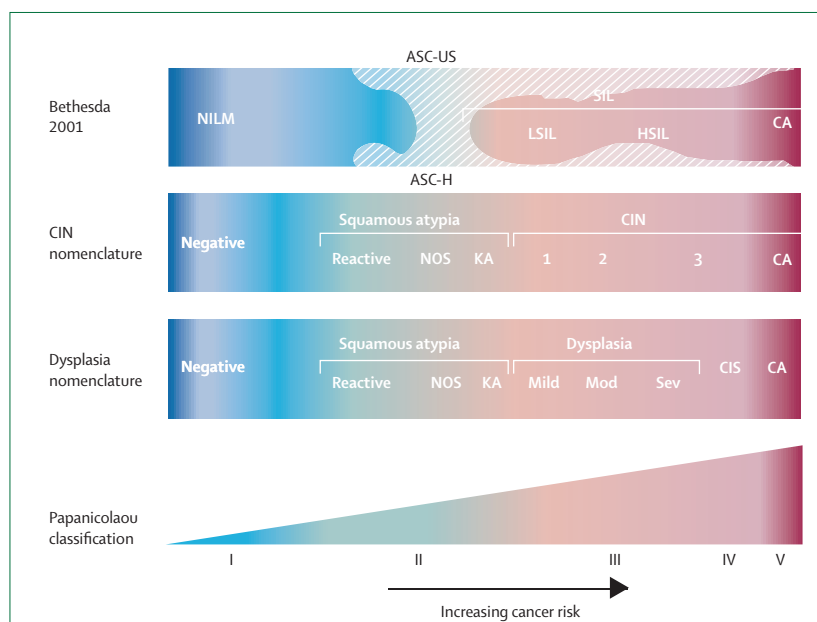 ASC-US
Bethesda
2001
NILM
SIL
LSIL
HSIL
CA
ASC-H
CIN
nomenclature
Negative
Squamous atypia
Reactive NOS KA
CIN
1 2 3 CA
Dysplasia
nomenclature
Negative
Squamous atypia
Reactive NOS KA
Dysplasia
Mild Mod Sev
CIS CA
Papanicolaou
classification
I II III IV V
Increasing cancer risk